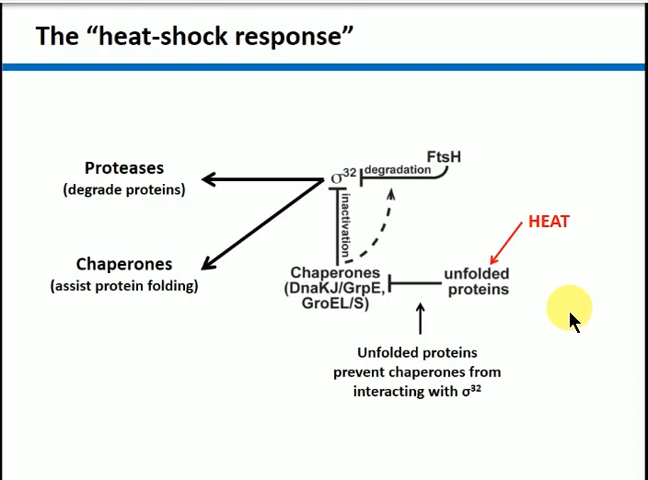 The “heat-shock response”
Proteases
(degrade proteins)
σ³²
degradation
FtsH
inactivation
HEAT
Chaperones
(assist protein folding)
Chaperones
(DnaKJ/GrpE,
GroEL/S)
unfolded
proteins
Unfolded proteins
prevent chaperones from
interacting with σ³²